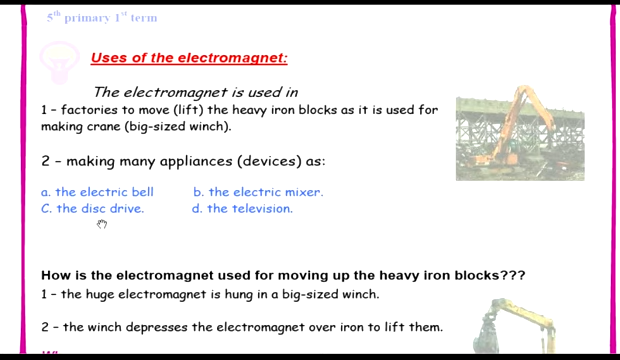 5th primary 1st term
Uses of the electromagnet:
The electromagnet is used in
1 – factories to move (lift) the heavy iron blocks as it is used for
making crane (big-sized winch).
2 – making many appliances (devices) as:
a. the electric bell b. the electric mixer.
C. the disc drive. d. the television.
How is the electromagnet used for moving up the heavy iron blocks???
1 – the huge electromagnet is hung in a big-sized winch.
2 – the winch depresses the electromagnet over iron to lift them.